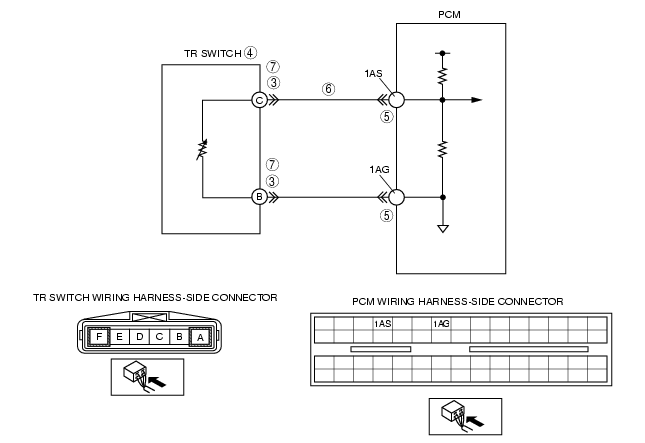 PCM
TR SWITCH ④
⑦
③
C
⑥
1AS
⑤
⑦
③
B
1AG
⑤
TR SWITCH WIRING HARNESS-SIDE CONNECTOR
F E D C B A
PCM WIRING HARNESS-SIDE CONNECTOR
1AS 1AG